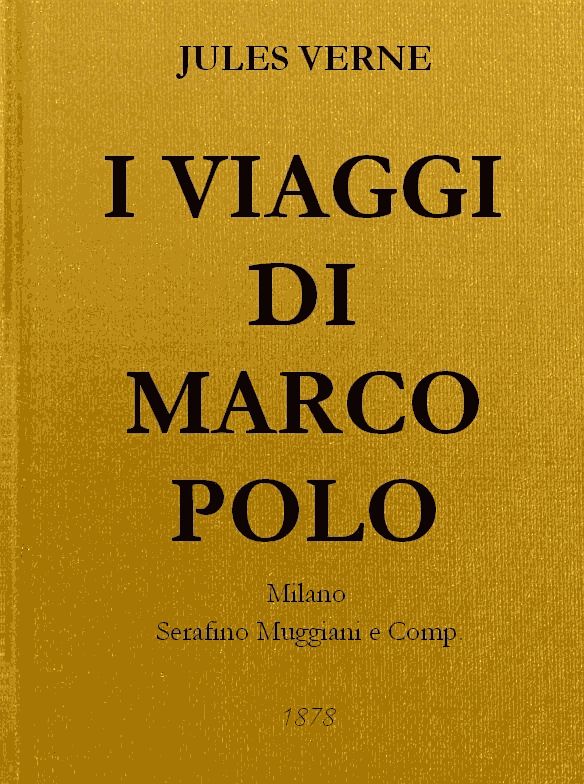 JULES VERNE
I VIAGGI
DI
MARCO
POLO
Milano
Serafino Muggiani e Comp
1878